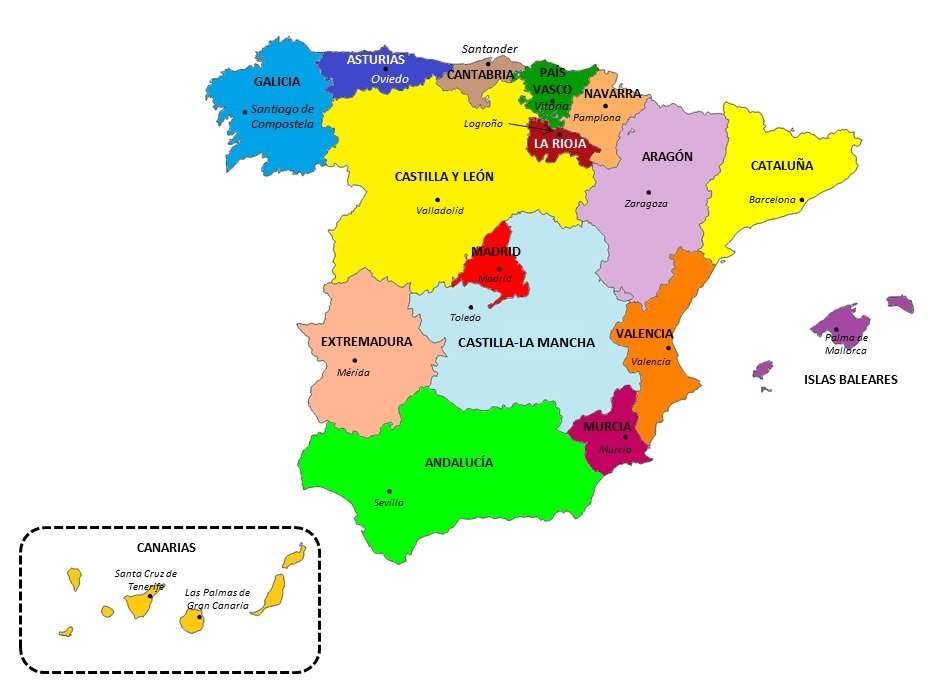 Santander
ASTURIAS
Oviedo
CANTABRIA
PAÍS
VASCO
Vitoria
GALICIA
Santiago de
Compostela
NAVARRA
Pamplona
Logroño
LA RIOJA
ARAGÓN
Zaragoza
CATALUÑA
Barcelona
CASTILLA Y LEÓN
Valladolid
MADRID
Madrid
Toledo
CASTILLA-LA MANCHA
EXTREMADURA
Mérida
VALENCIA
Valencia
Palma de
Mallorca
ISLAS BALEARES
MURCIA
Murcia
ANDALUCÍA
Sevilla
CANARIAS
Santa Cruz de
Tenerife
Las Palmas de
Gran Canaria